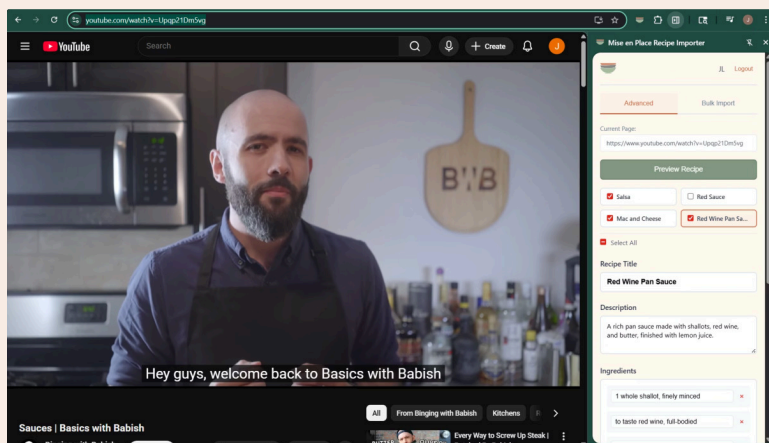 youtube.com/watch?v=Upqp21Dm5vg
YouTube
Search
Create
J
BWB
Hey guys, welcome back to Basics with Babish
All
From Binging with Babish
Kitchens
Sauces | Basics with Babish
Every Way to Screw Up Steak |
Mise en Place Recipe Importer
JL
Logout
Advanced
Bulk Import
Current Page:
https://www.youtube.com/watch?v=Upqp21Dm5vg
Preview Recipe
Salsa
Red Sauce
Mac and Cheese
Red Wine Pan Sa...
Select All
Recipe Title
Red Wine Pan Sauce
Description
A rich pan sauce made with shallots, red wine,
and butter, finished with lemon juice.
Ingredients
1 whole shallot, finely minced
to taste red wine, full-bodied